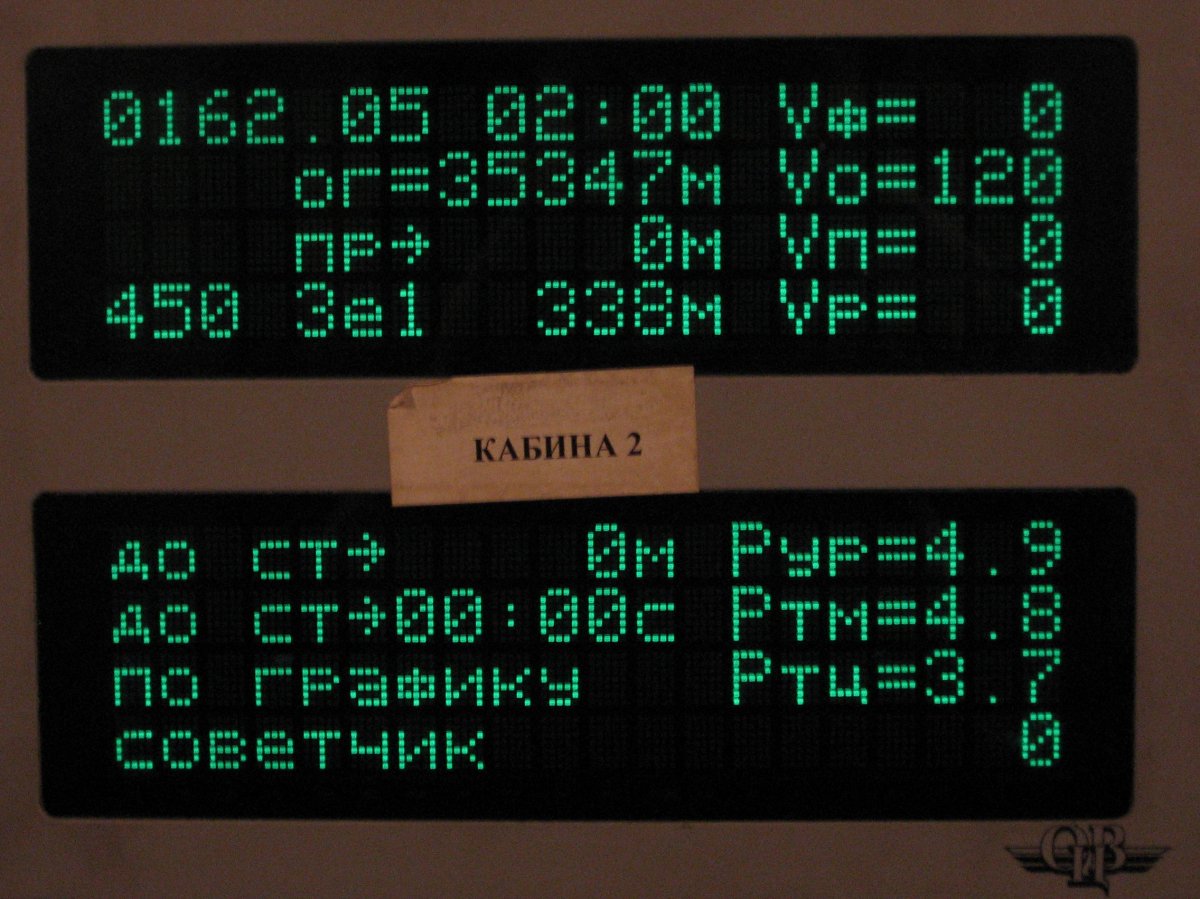 0162.05 02:00 Vф= 0
ог=35347м Vо=120
пр→ 0м Vп= 0
450 Зе1 338м Vр= 0
КАБИНА 2
до ст→ 0м Рур=4.9
до ст→00:00с Ртм=4.8
по графику Ртц=3.7
советчик 0